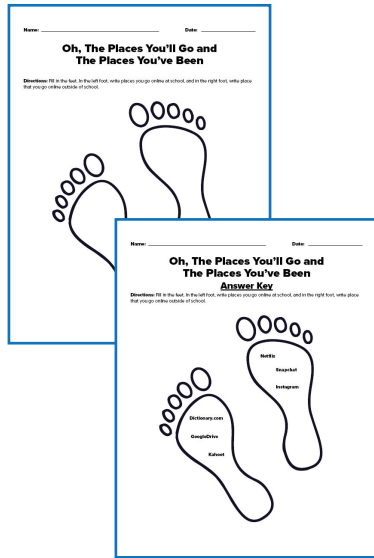 Name: Date:
Oh, The Places You'll Go and
The Places You've Been
Directions: Fill in the feet. In the left foot, write places you go online at school, and in the right foot, write place
that you go online outside of school.
Name: Date:
Oh, The Places You'll Go and
The Places You've Been
Answer Key
Directions: Fill in the feet. In the left foot, write places you go online at school, and in the right foot, write place
that you go online outside of school.
Netflix
Snapchat
Instagram
Dictionary.com
GoogleDrive
Kahoot